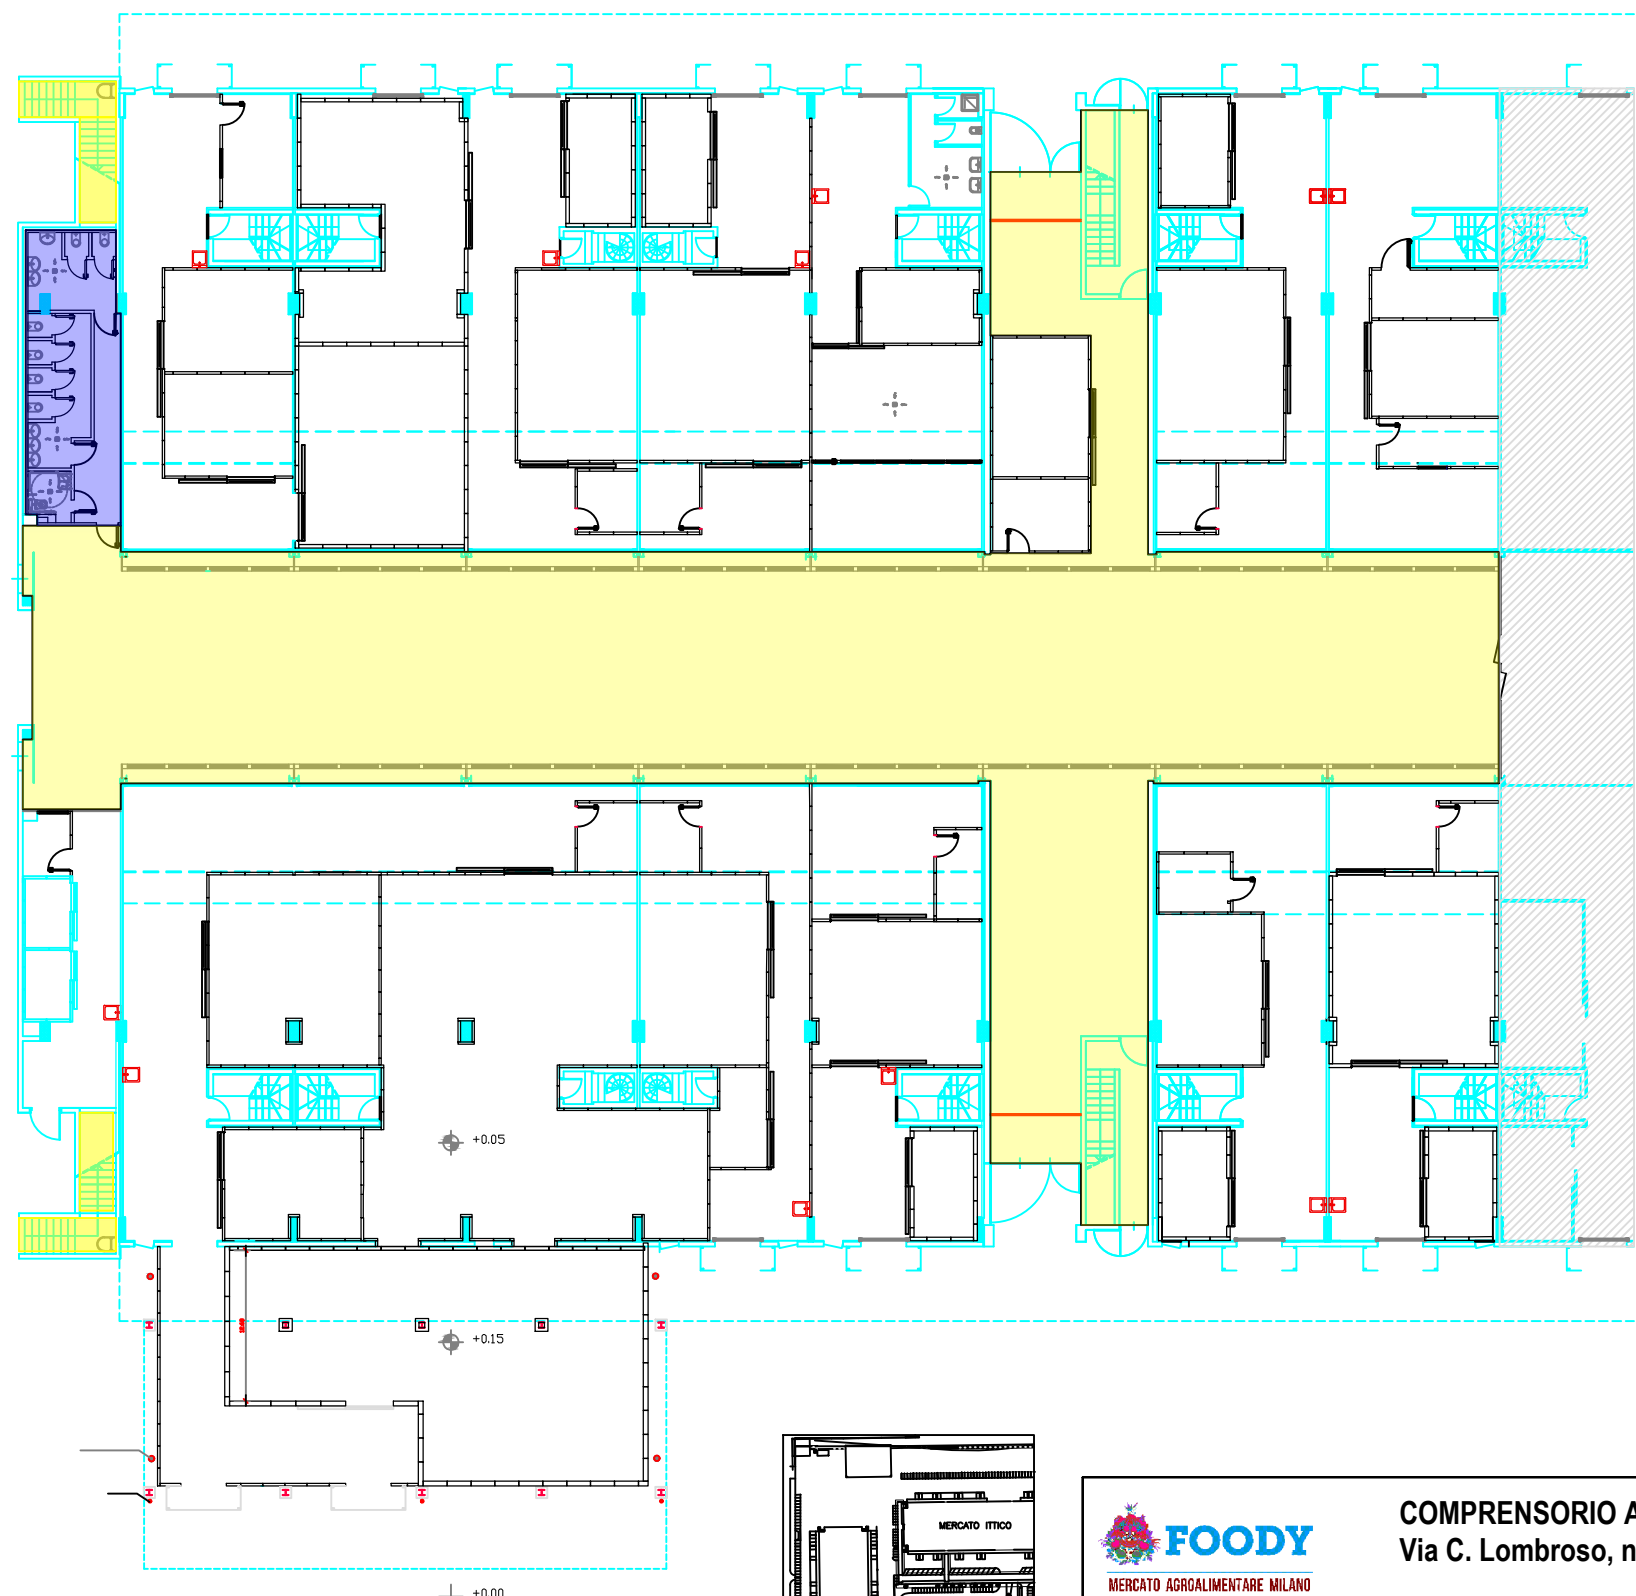 +0.05
+0.15
+0.00
MERCATO ITTICO
FOODY
MERCATO AGROALIMENTARE MILANO
COMPRENSORIO A
Via C. Lombroso, n